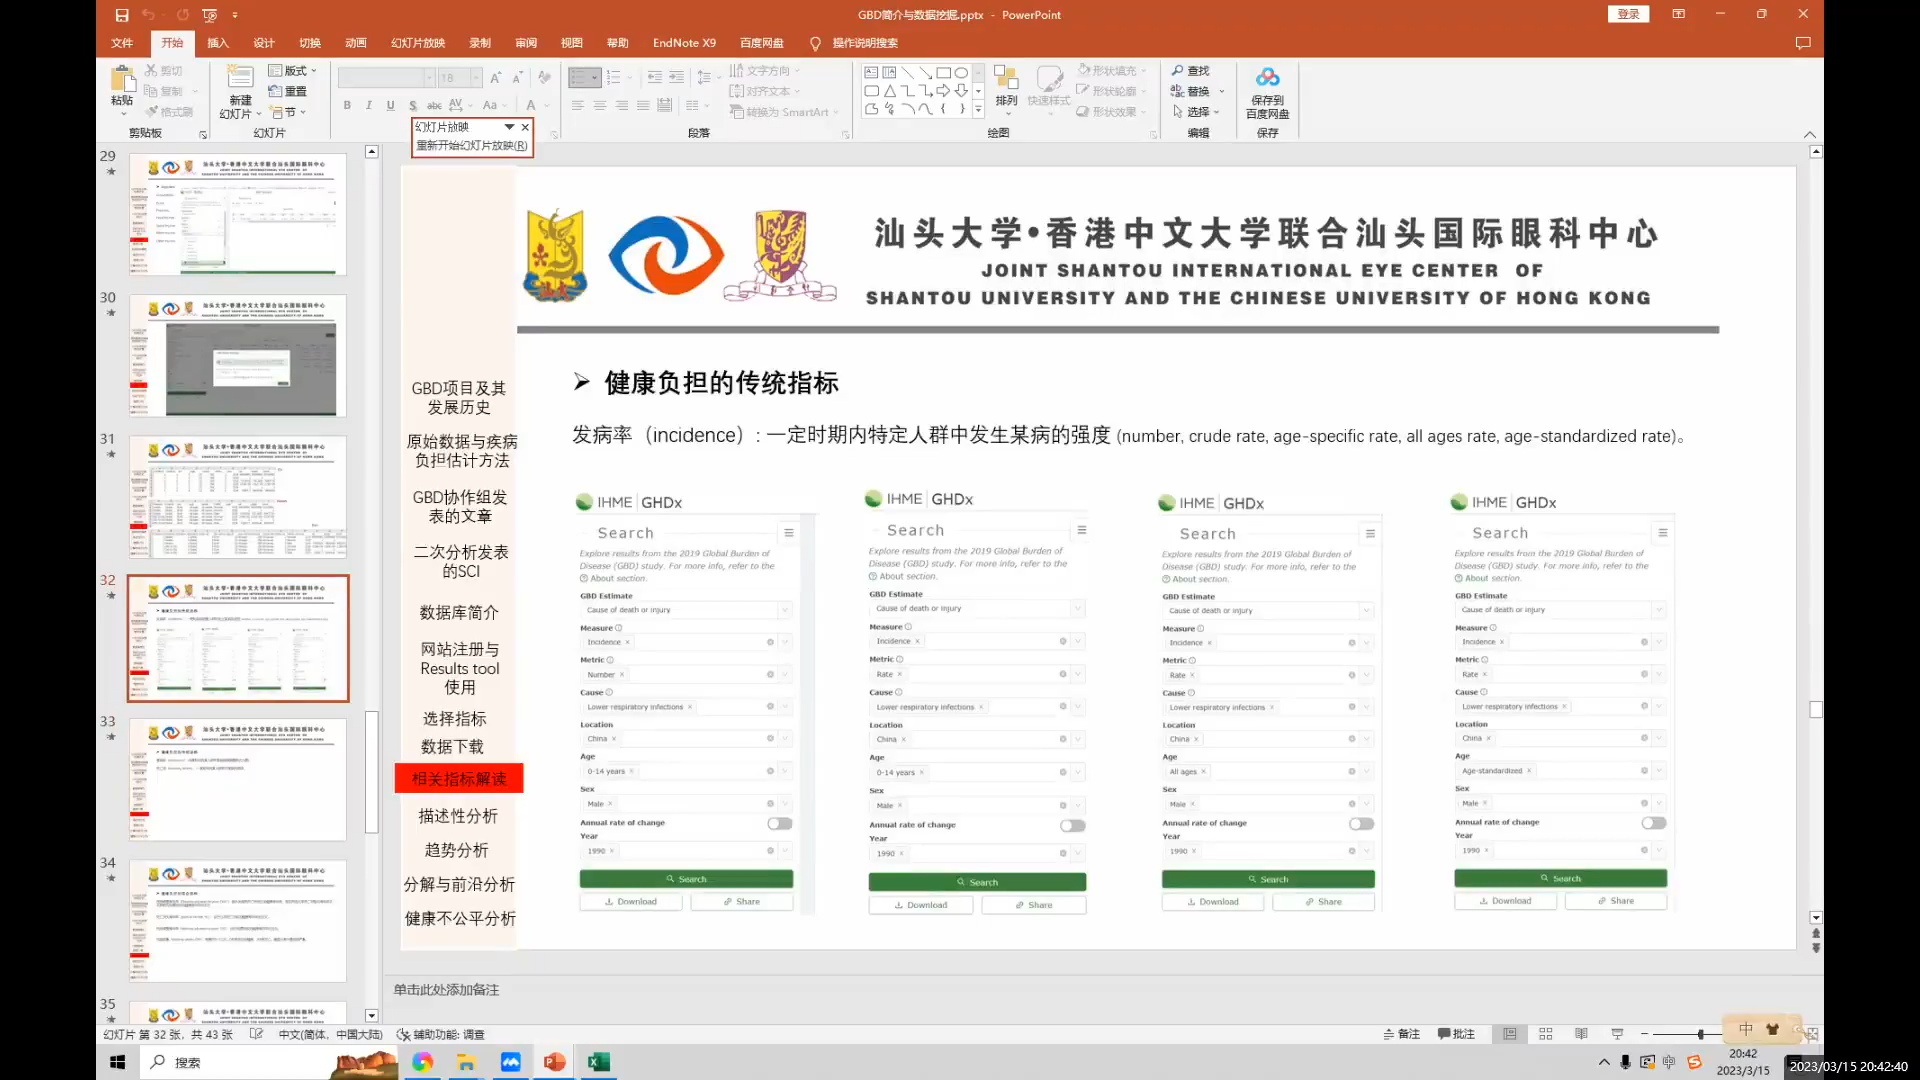 GBD简介与数据挖掘.pptx - PowerPoint
登录
文件 开始 插入 设计 切换 动画 幻灯片放映 录制 审阅 视图 帮助 EndNote X9 百度网盘 操作说明搜索
粘贴
剪切
复制
格式刷
剪贴板
新建
幻灯片
版式
重置
节
幻灯片
18
文字方向
对齐文本
转换为 SmartArt
段落
排列
快速样式
形状填充
形状轮廓
形状效果
绘图
查找
替换
选择
编辑
保存到
百度网盘
保存
幻灯片放映
重新开始幻灯片放映(R)
29
30
31
32
33
34
35
汕头大学•香港中文大学联合汕头国际眼科中心
JOINT SHANTOU INTERNATIONAL EYE CENTER OF
SHANTOU UNIVERSITY AND THE CHINESE UNIVERSITY OF HONG KONG
GBD项目及其
发展历史
原始数据与疾病
负担估计方法
GBD协作组发
表的文章
二次分析发表
的SCI
数据库简介
网站注册与
Results tool
使用
选择指标
数据下载
相关指标解读
描述性分析
趋势分析
分解与前沿分析
健康不公平分析
➢ 健康负担的传统指标
发病率（incidence）: 一定时期内特定人群中发生某病的强度 (number, crude rate, age-specific rate, all ages rate, age-standardized rate)。
IHME | GHDx
Search
Explore results from the 2019 Global Burden of
Disease (GBD) study. For more info, refer to the
About section.
GBD Estimate
Cause of death or injury
Measure
Incidence ×
Metric
Number ×
Cause
Lower respiratory infections ×
Location
China ×
Age
0-14 years ×
Sex
Male ×
Annual rate of change
Year
1990 ×
Search
Download Share
IHME | GHDx
Search
Explore results from the 2019 Global Burden of
Disease (GBD) study. For more info, refer to the
About section.
GBD Estimate
Cause of death or injury
Measure
Incidence ×
Metric
Rate ×
Cause
Lower respiratory infections ×
Location
China ×
Age
0-14 years ×
Sex
Male ×
Annual rate of change
Year
1990 ×
Search
Download Share
IHME | GHDx
Search
Explore results from the 2019 Global Burden of
Disease (GBD) study. For more info, refer to the
About section.
GBD Estimate
Cause of death or injury
Measure
Incidence ×
Metric
Rate ×
Cause
Lower respiratory infections ×
Location
China ×
Age
All ages ×
Sex
Male ×
Annual rate of change
Year
1990 ×
Search
Download Share
IHME | GHDx
Search
Explore results from the 2019 Global Burden of
Disease (GBD) study. For more info, refer to the
About section.
GBD Estimate
Cause of death or injury
Measure
Incidence ×
Metric
Rate ×
Cause
Lower respiratory infections ×
Location
China ×
Age
Age-standardized ×
Sex
Male ×
Annual rate of change
Year
1990 ×
Search
Download Share
单击此处添加备注
幻灯片 第 32 张，共 43 张 中文(简体，中国大陆) 辅助功能: 调查
备注 批注
中
搜索
中
20:42
2023/3/15
2023/03/15 20:42:40